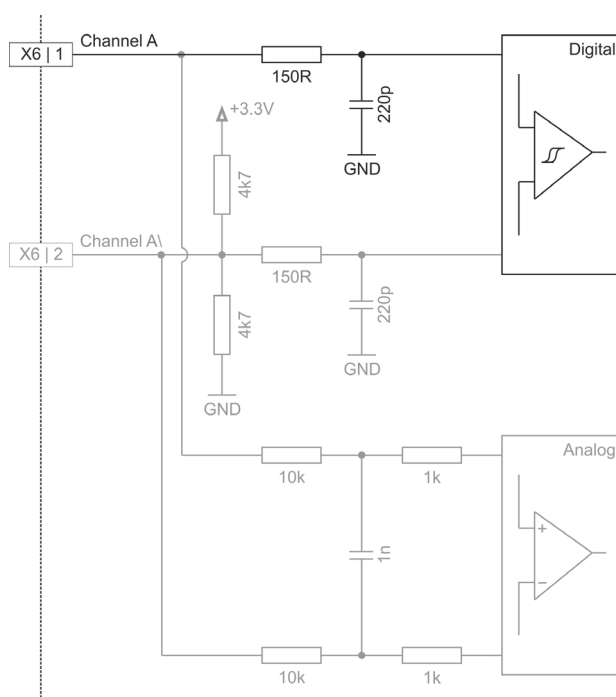 X6 | 1
Channel A
Digital
150R
220p
+3.3V
GND
4k7
X6 | 2
Channel A\
150R
220p
4k7
GND
GND
Analog
10k
1k
+
1n
−
10k
1k